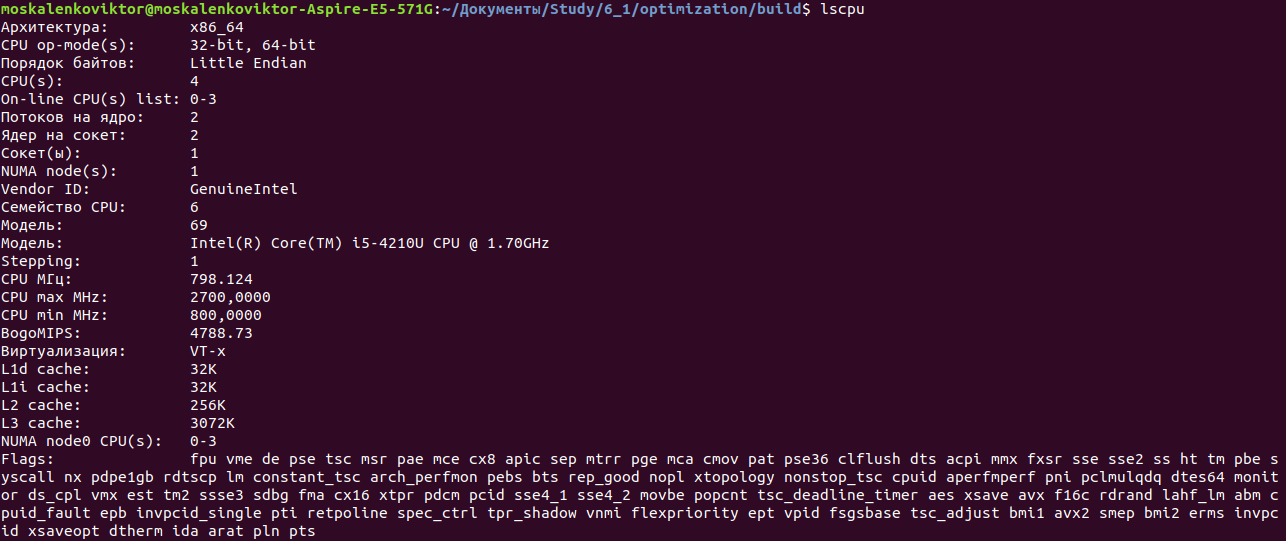 moskalenkoviktor@moskalenkoviktor-Aspire-E5-571G:~/Документы/Study/6_1/optimization/build$ lscpu
Архитектура: x86_64
CPU op-mode(s): 32-bit, 64-bit
Порядок байтов: Little Endian
CPU(s): 4
On-line CPU(s) list: 0-3
Потоков на ядро: 2
Ядер на сокет: 2
Сокет(ы): 1
NUMA node(s): 1
Vendor ID: GenuineIntel
Семейство CPU: 6
Модель: 69
Модель: Intel(R) Core(TM) i5-4210U CPU @ 1.70GHz
Stepping: 1
CPU МГц: 798.124
CPU max MHz: 2700,0000
CPU min MHz: 800,0000
BogoMIPS: 4788.73
Виртуализация: VT-x
L1d cache: 32K
L1i cache: 32K
L2 cache: 256K
L3 cache: 3072K
NUMA node0 CPU(s): 0-3
Flags: fpu vme de pse tsc msr pae mce cx8 apic sep mtrr pge mca cmov pat pse36 clflush dts acpi mmx fxsr sse sse2 ss ht tm pbe s
yscall nx pdpe1gb rdtscp lm constant_tsc arch_perfmon pebs bts rep_good nopl xtopology nonstop_tsc cpuid aperfmperf pni pclmulqdq dtes64 monit
or ds_cpl vmx est tm2 ssse3 sdbg fma cx16 xtpr pdcm pcid sse4_1 sse4_2 movbe popcnt tsc_deadline_timer aes xsave avx f16c rdrand lahf_lm abm c
puid_fault epb invpcid_single pti retpoline spec_ctrl tpr_shadow vnmi flexpriority ept vpid fsgsbase tsc_adjust bmi1 avx2 smep bmi2 erms invpc
id xsaveopt dtherm ida arat pln pts